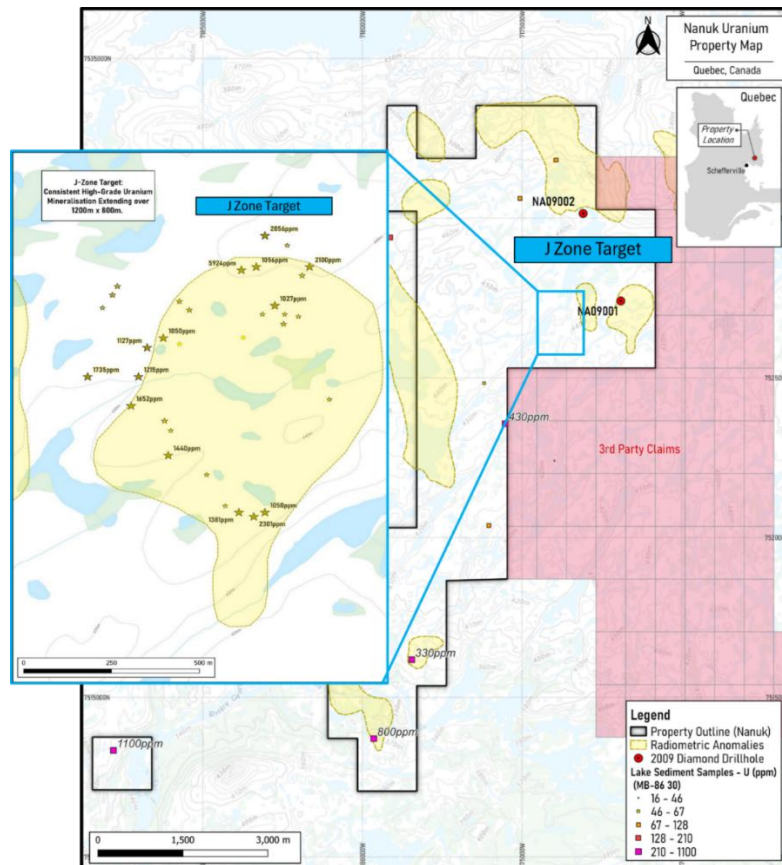 Nanuk Uranium
Property Map
Quebec, Canada
N
Quebec
Property
Location
Schefferville
J-Zone Target:
Consistent High-Grade Uranium
Mineralisation Extending over
1200m x 800m.
J Zone Target
2056ppm
5924ppm
1056ppm
2100ppm
1027ppm
1850ppm
1127ppm
1735ppm
1215ppm
1652ppm
1440ppm
1381ppm
1058ppm
2301ppm
0
250
500 m
NA09002
J Zone Target
NA09001
430ppm
3rd Party Claims
330ppm
800ppm
1100ppm
0
1,500
3,000 m
Legend
Property Outline (Nanuk)
Radiometric Anomalies
2009 Diamond Drillhole
Lake Sediment Samples - U (ppm)
(MB-86 30)
16 - 46
46 - 67
67 - 128
128 - 210
210 - 1100